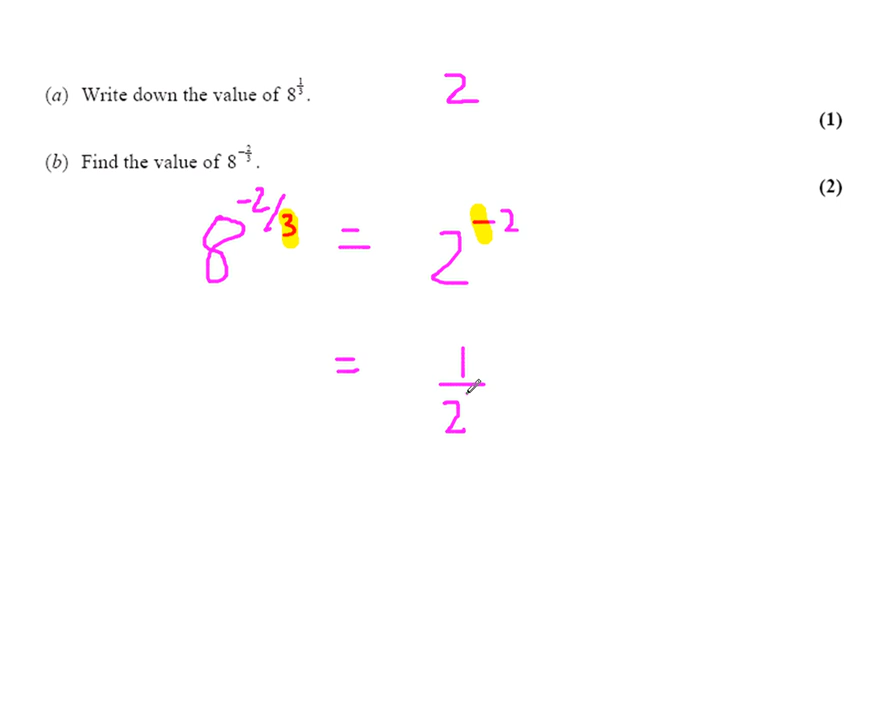 (a) Write down the value of 8^{1/3}. 2
(1)
(b) Find the value of 8^{-2/3}.
(2)
8^{-2/3} = 2^{-2}
= \frac{1}{2}